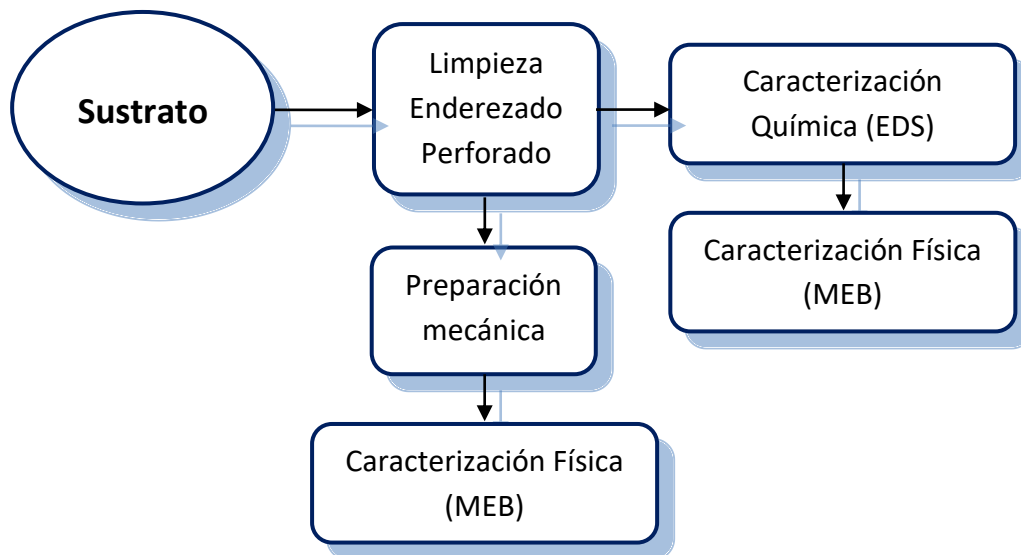 Sustrato
Limpieza
Enderezado
Perforado
Caracterización
Química (EDS)
Caracterización Física
(MEB)
Preparación
mecánica
Caracterización Física
(MEB)